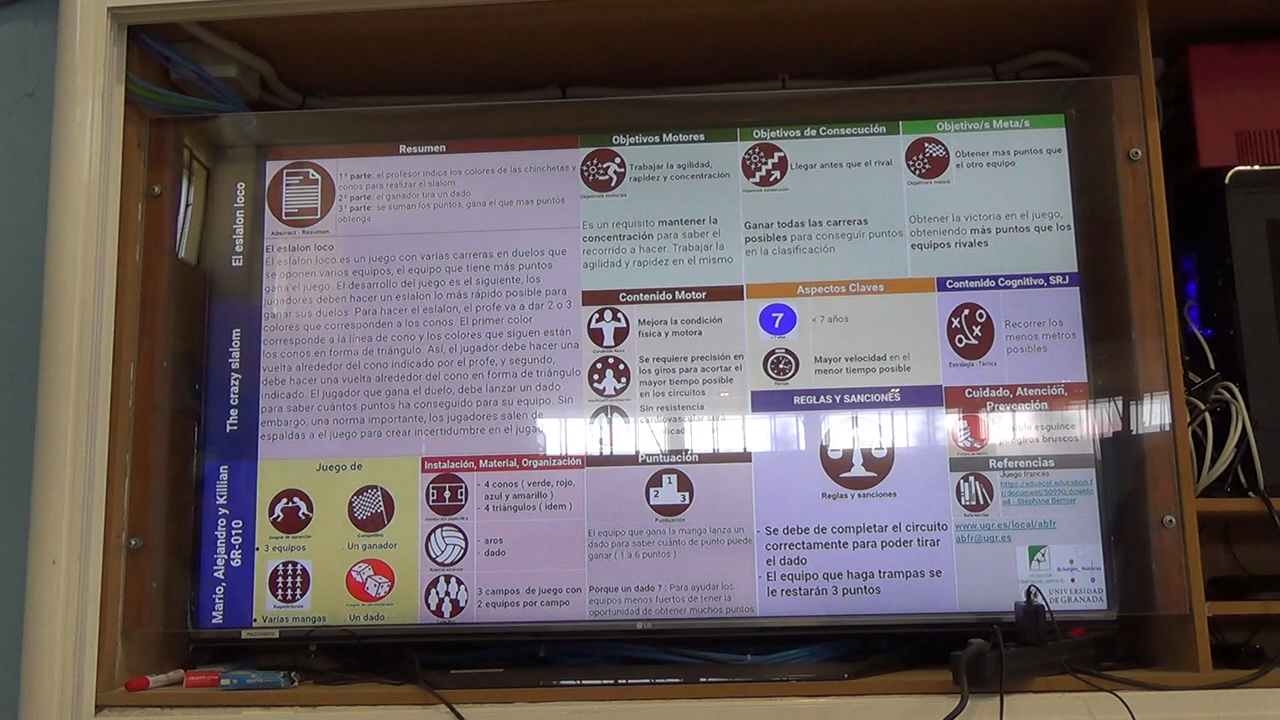 El eslalon loco
The crazy slalom
Mario, Alejandro y Killian
6R-010
Resumen
Abstract - Resumen
1ª parte: el profesor indica los colores de las chinchetas y
conos para realizar el slalom
2ª parte: el ganador tira un dado
3ª parte: se suman los puntos, gana el que mas puntos
obtenga
El eslalon loco
El eslalon loco es un juego con varias carreras en duelos que
se oponen varios equipos, el equipo que tiene más puntos
gana el juego. El desarrollo del juego es el siguiente, los
jugadores deben hacer un eslalon lo más rápido posible para
ganar sus duelos. Para hacer el eslalon, el profe va a dar 2 o 3
colores que corresponden a los conos. El primer color
corresponde a la línea de cono y los colores que siguen están
los conos en forma de triángulo. Así, el jugador debe hacer una
vuelta alrededor del cono indicado por el profe, y segundo,
debe hacer una vuelta alrededor del cono en forma de triángulo
indicado. El jugador que gana el duelo, debe lanzar un dado
para saber cuántos puntos ha conseguido para su equipo. Sin
embargo, una norma importante, los jugadores salen de
espaldas a el juego para crear incertidumbre en el
Objetivos Motores
Objetivos motores
Trabajar la agilidad,
rapidez y concentración
Es un requisito mantener la
concentración para saber el
recorrido a hacer. Trabajar la
agilidad y rapidez en el mismo
Objetivos de Consecución
Llegar antes que el rival
Ganar todas las carreras
posibles para conseguir puntos
en la clasificación
Objetivo/s Meta/s
Obtener mas puntos que
el otro equipo
Obtener la victoria en el juego,
obteniendo más puntos que los
equipos rivales
Contenido Motor
Mejora la condición
física y motora
Se requiere precisión en
los giros para acortar el
mayor tiempo posible
en los circuitos
Sin resistencia
Aspectos Claves
7
< 7 años
Mayor velocidad en el
menor tiempo posible
Contenido Cognitivo, SRJ
Estrategia - Táctica
Recorrer los
menos metros
posibles
REGLAS Y SANCIONES
Reglas y sanciones
- Se debe de completar el circuito
correctamente para poder tirar
el dado
- El equipo que haga trampas se
le restarán 3 puntos
Cuidado, Atención,
Prevención
esguince
giros bruscos
Referencias
Referencias
Juego francés
www.ugr.es/local/abfr
abfr@ugr.es
UNIVERSIDAD
DE GRANADA
Juego de
• 3 equipos
. Un ganador
Competitivo
Repeticiones
• Varias mangas
. Un dado
Instalación, Material, Organización
- 4 conos ( verde, rojo,
azul y amarillo )
- 4 triángulos ( idem )
- aros
- dado
3 campos de juego con
2 equipos por campo
Puntuación
1
2
3
Puntuación
El equipo que gana la manga lanza un
dado para saber cuánto de punto puede
ganar ( 1 a 6 puntos )
Porque un dado ? : Para ayudar los
equipos menos fuertes de tener la
oportunidad de obtener muchos puntos
LG